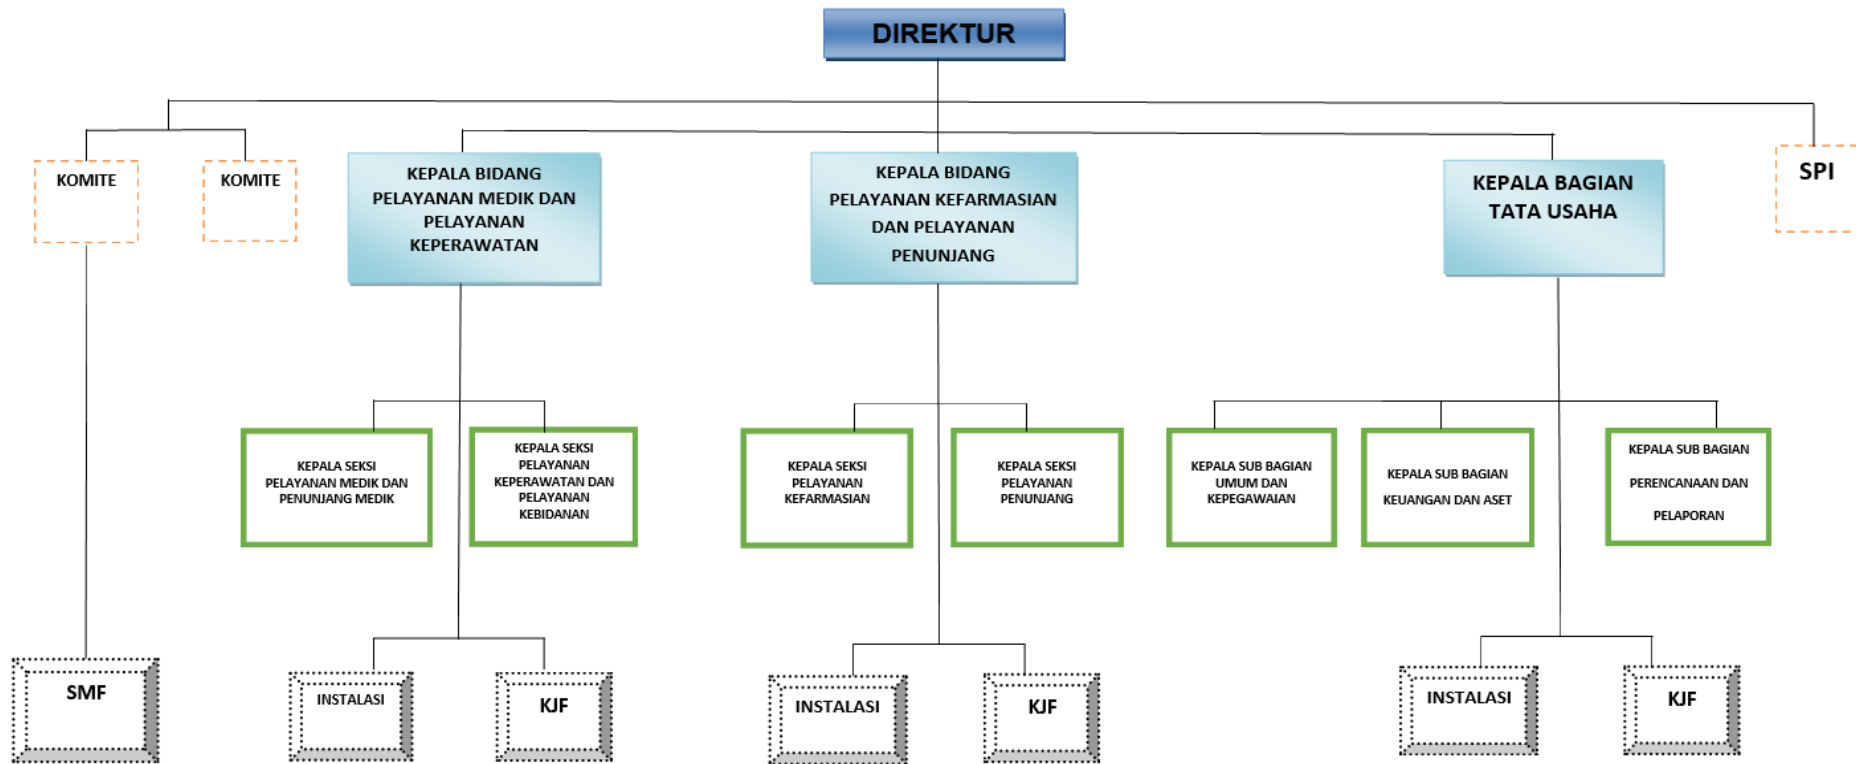 DIREKTUR
KOMITE
KOMITE
KEPALA BIDANG
PELAYANAN MEDIK DAN
PELAYANAN
KEPERAWATAN
KEPALA BIDANG
PELAYANAN KEFARMASIAN
DAN PELAYANAN
PENUNJANG
KEPALA BAGIAN
TATA USAHA
SPI
KEPALA SEKSI
PELAYANAN MEDIK DAN
PENUNJANG MEDIK
KEPALA SEKSI
PELAYANAN
KEPERAWATAN DAN
PELAYANAN
KEBIDANAN
KEPALA SEKSI
PELAYANAN
KEFARMASIAN
KEPALA SEKSI
PELAYANAN
PENUNJANG
KEPALA SUB BAGIAN
UMUM DAN
KEPEGAWAIAN
KEPALA SUB BAGIAN
KEUANGAN DAN ASET
KEPALA SUB BAGIAN
PERENCANAAN DAN
PELAPORAN
SMF
INSTALASI
KJF
INSTALASI
KJF
INSTALASI
KJF